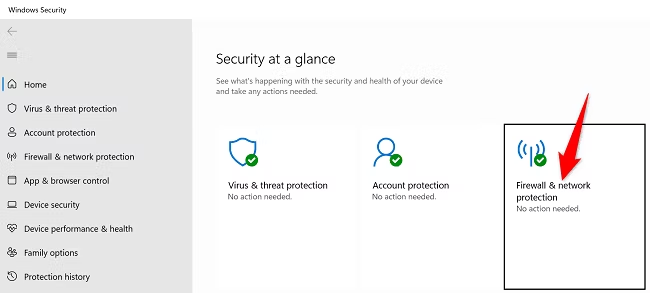 Windows Security
Home
Virus & threat protection
Account protection
Firewall & network protection
App & browser control
Device security
Device performance & health
Family options
Protection history
Security at a glance
See what's happening with the security and health of your device
and take any actions needed.
Virus & threat protection
No action needed.
Account protection
No action needed.
Firewall & network
protection
No action needed.